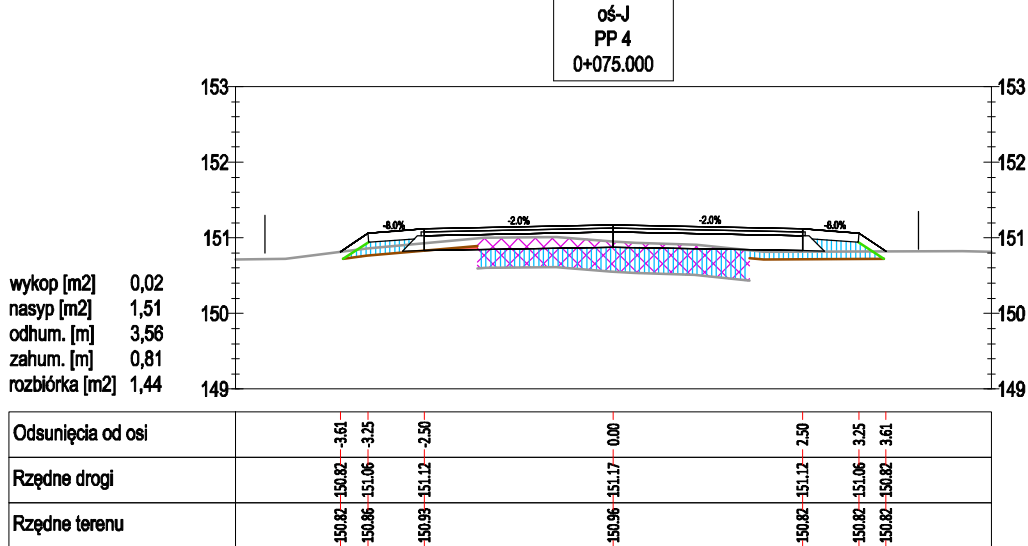 oś-J
PP 4
0+075.000
153
153
152
152
151
151
150
150
149
149
-8.0%
-2.0%
-2.0%
-8.0%
wykop [m2] 0,02
nasyp [m2] 1,51
odhum. [m] 3,56
zahum. [m] 0,81
rozbiórka [m2] 1,44
Odsunięcia od osi -3.61 -3.25 -2.50 0.00 2.50 3.25 3.61
Rzędne drogi 150.82 151.06 151.12 151.17 151.12 151.06 150.82
Rzędne terenu 150.82 150.86 150.93 150.96 150.82 150.82 150.82